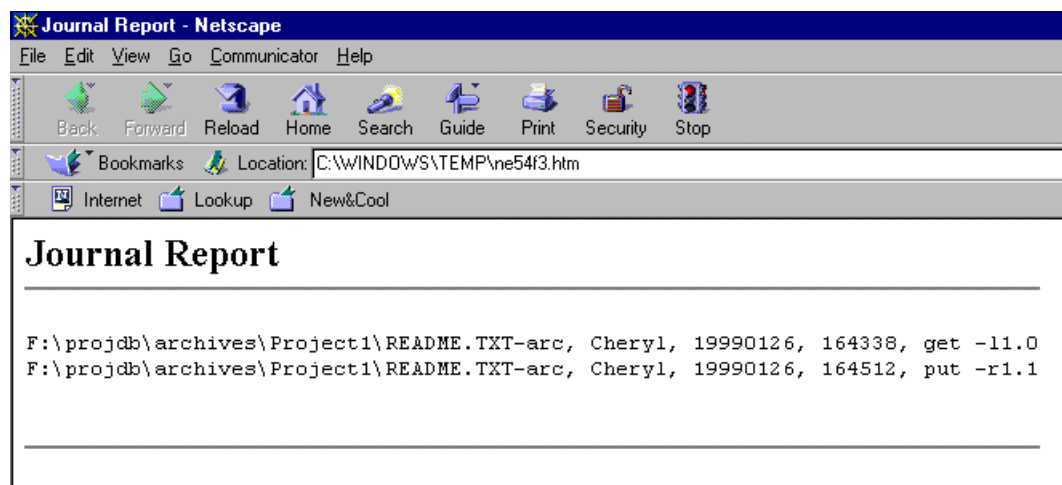 Journal Report - Netscape
File Edit View Go Communicator Help
Back Forward Reload Home Search Guide Print Security Stop
Bookmarks Location: C:\WINDOWS\TEMP\ne54f3.htm
Internet Lookup New&Cool
Journal Report
F:\projdb\archives\Project1\README.TXT-arc, Cheryl, 19990126, 164338, get -l1.0
F:\projdb\archives\Project1\README.TXT-arc, Cheryl, 19990126, 164512, put -r1.1